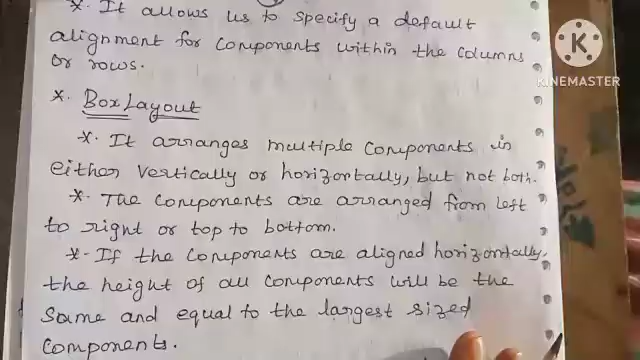 *. It allows us to specify a default
alignment for components within the columns
or rows.
*. BoxLayout
*. It arranges multiple components in
either vertically or horizontally, but not both.
*. The components are arranged from left
to right or top to bottom.
*. If the components are aligned horizontally,
the height of all components will be the
same and equal to the largest sized
components.
KINEMASTER